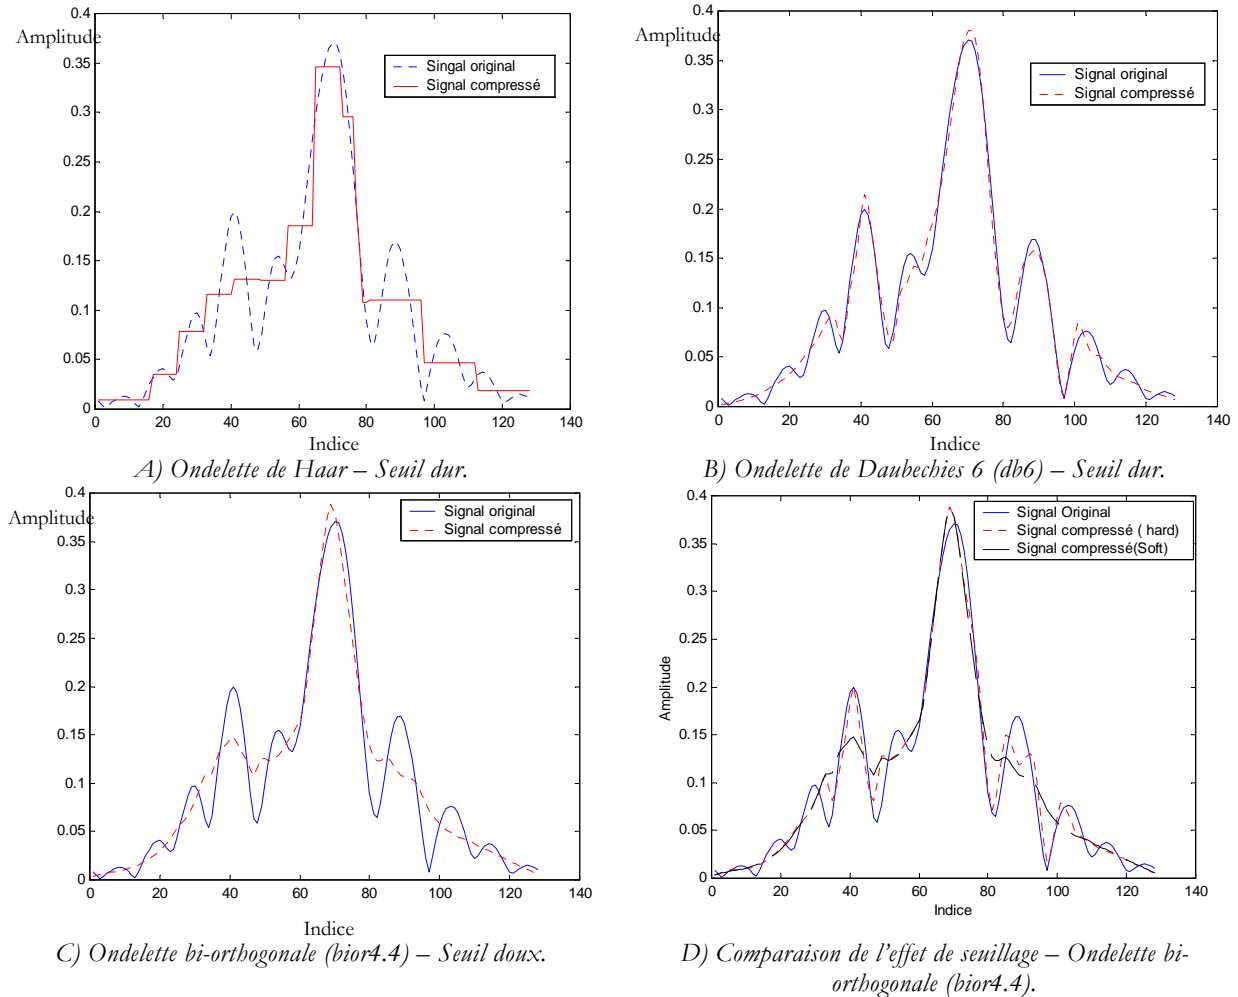 Amplitude
0.4
0.35
0.3
0.25
0.2
0.15
0.1
0.05
0
0 20 40 60 80 100 120 140
Singal original
Signal compressé
Indice
A) Ondelette de Haar – Seuil dur.
Amplitude
0.4
0.35
0.3
0.25
0.2
0.15
0.1
0.05
0
0 20 40 60 80 100 120 140
Signal original
Signal compressé
Indice
B) Ondelette de Daubechies 6 (db6) – Seuil dur.
Amplitude
0.4
0.35
0.3
0.25
0.2
0.15
0.1
0.05
0
0 20 40 60 80 100 120 140
Signal original
Signal compressé
Indice
C) Ondelette bi-orthogonale (bior4.4) – Seuil doux.
Amplitude
0.4
0.35
0.3
0.25
0.2
0.15
0.1
0.05
0
0 20 40 60 80 100 120 140
Signal Original
Signal compressé ( hard)
Signal compressé(Soft)
Indice
D) Comparaison de l'effet de seuillage – Ondelette bi-
orthogonale (bior4.4).